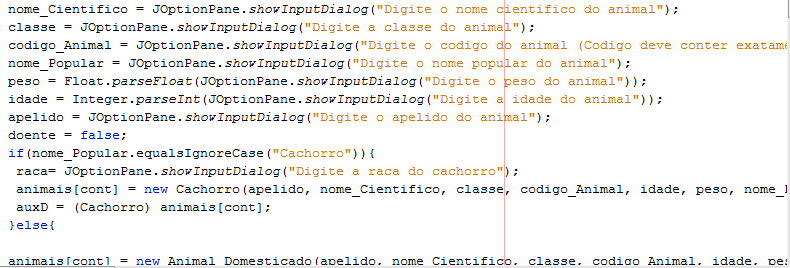 nome_Cientifico = JOptionPane.showInputDialog("Digite o nome cientifico do animal");
classe = JOptionPane.showInputDialog("Digite a classe do animal");
codigo_Animal = JOptionPane.showInputDialog("Digite o codigo do animal (Codigo deve conter
nome_Popular = JOptionPane.showInputDialog("Digite o nome popular do animal");
peso = Float.parseFloat(JOptionPane.showInputDialog("Digite o peso do animal"));
idade = Integer.parseInt(JOptionPane.showInputDialog("Digite a idade do animal"));
apelido = JOptionPane.showInputDialog("Digite o apelido do animal");
doente = false;
if(nome_Popular.equalsIgnoreCase("Cachorro")){
raca= JOptionPane.showInputDialog("Digite a raca do cachorro");
animais[cont] = new Cachorro(apelido, nome_Cientifico, classe, codigo_Animal, idade, peso,
auxD = (Cachorro) animais[cont];
}else{
animais[cont] = new Animal_Domesticado(apelido, nome_Cientifico, classe, codigo_Animal, idade,